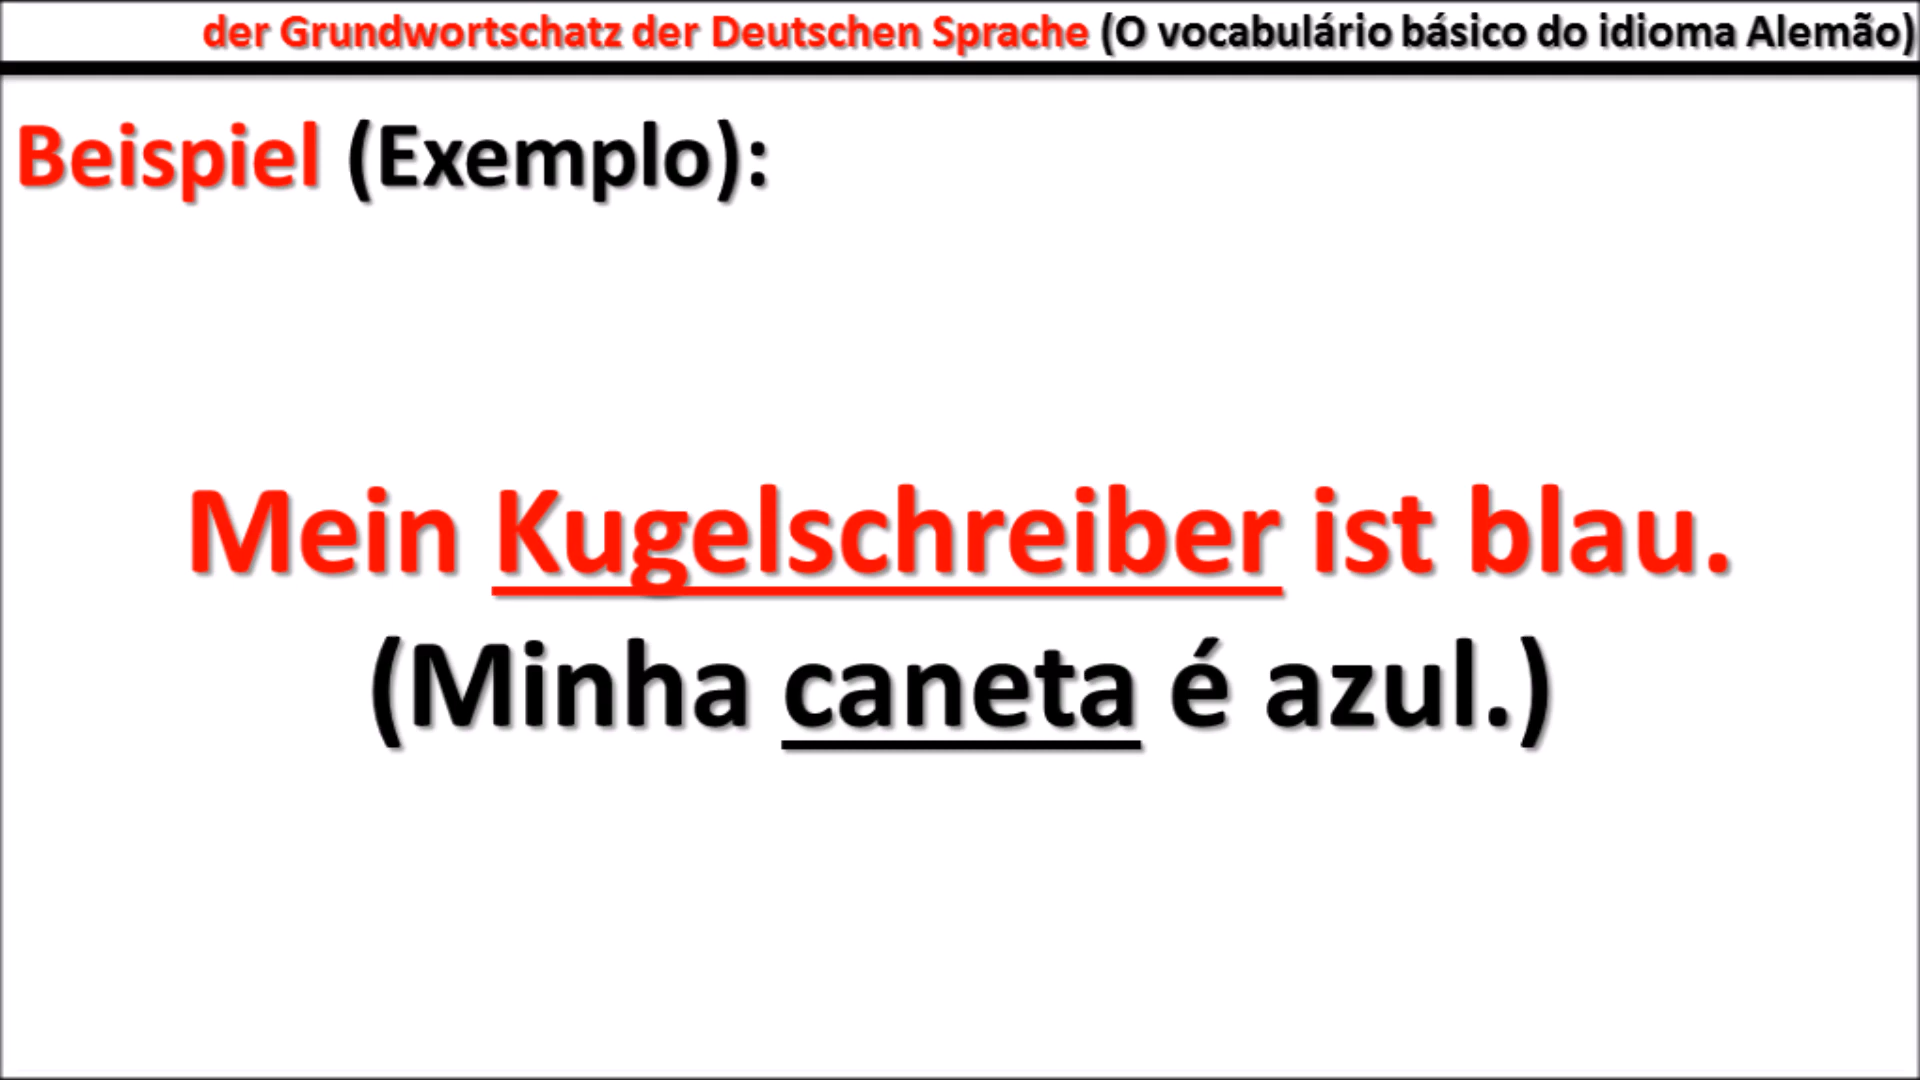 der Grundwortschatz der Deutschen Sprache (O vocabulário básico do idioma Alemão)
Beispiel (Exemplo):
Mein Kugelschreiber ist blau.
(Minha caneta é azul.)